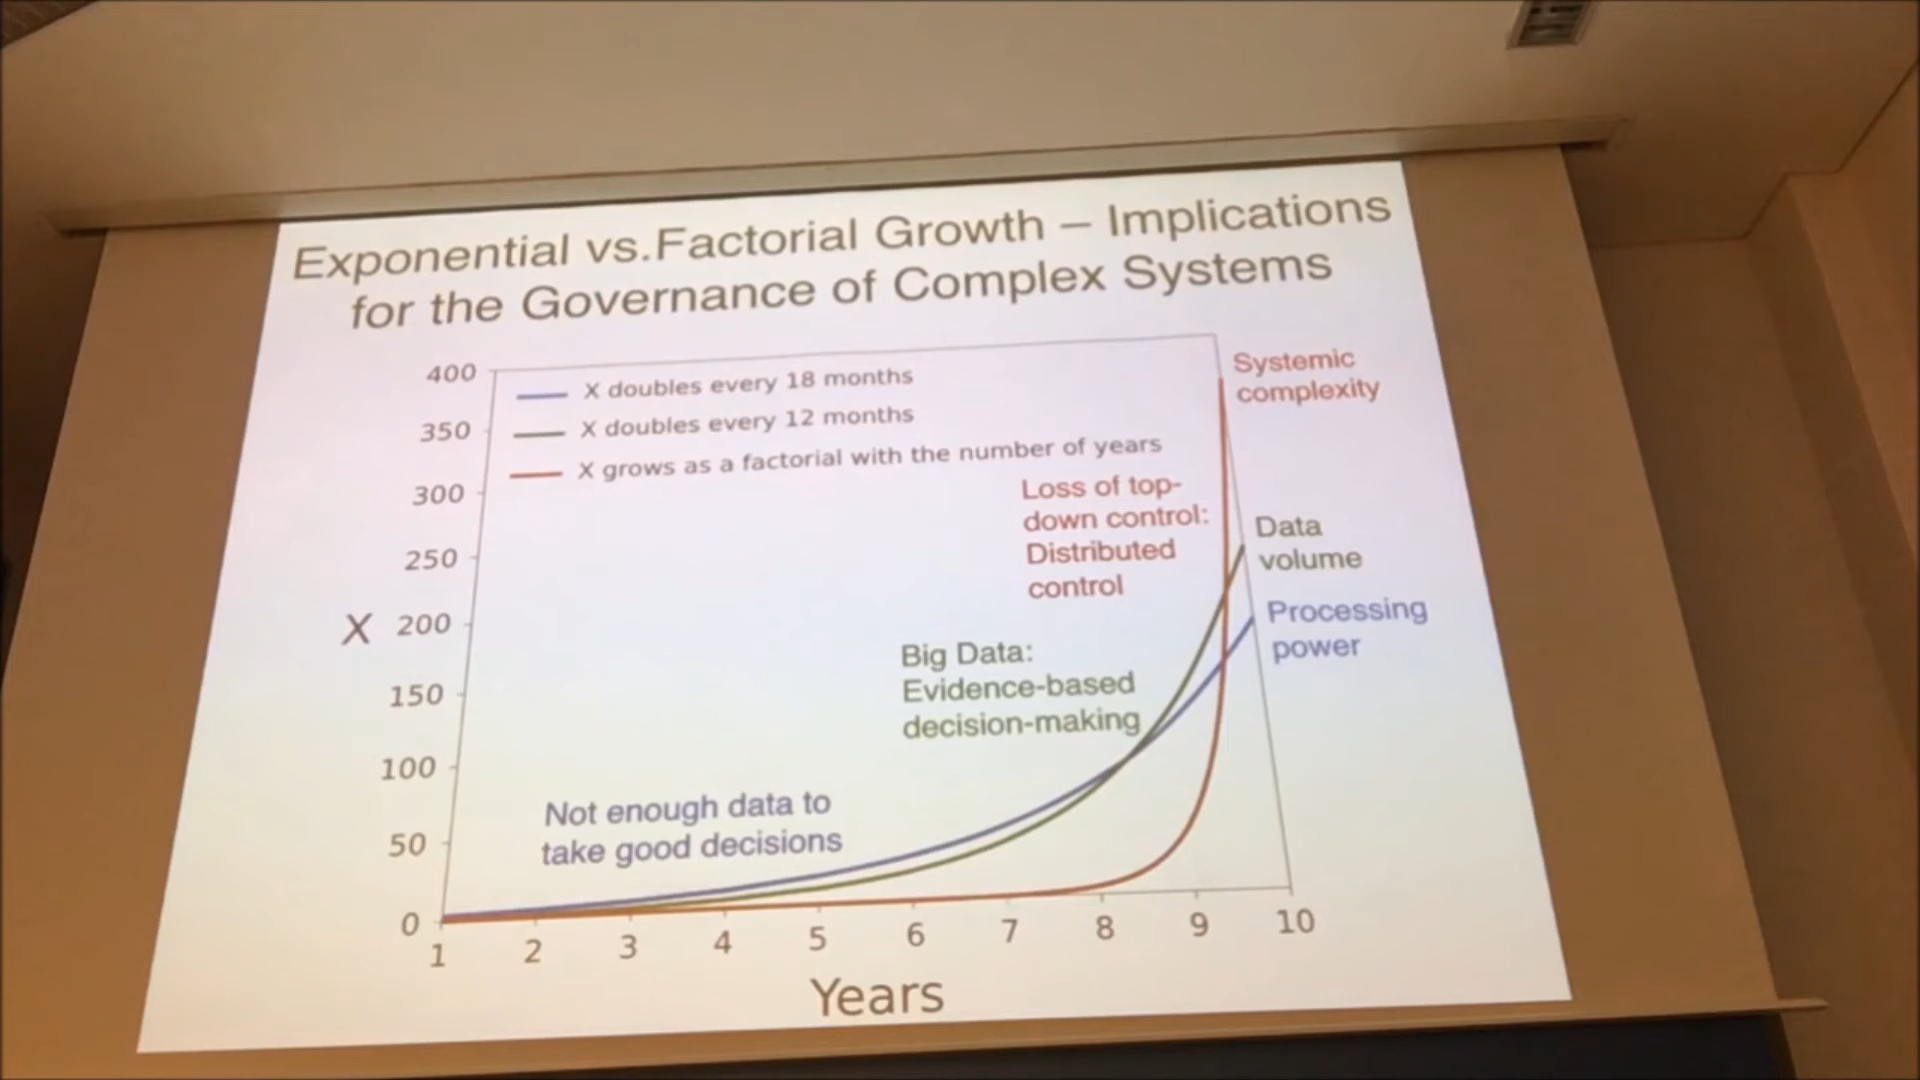 Exponential vs.Factorial Growth – Implications
for the Governance of Complex Systems
400
350
300
250
200
150
100
50
0
X
X doubles every 18 months
X doubles every 12 months
X grows as a factorial with the number of years
Systemic
complexity
Loss of top-
down control:
Distributed
control
Data
volume
Processing
power
Big Data:
Evidence-based
decision-making
Not enough data to
take good decisions
1 2 3 4 5 6 7 8 9 10
Years